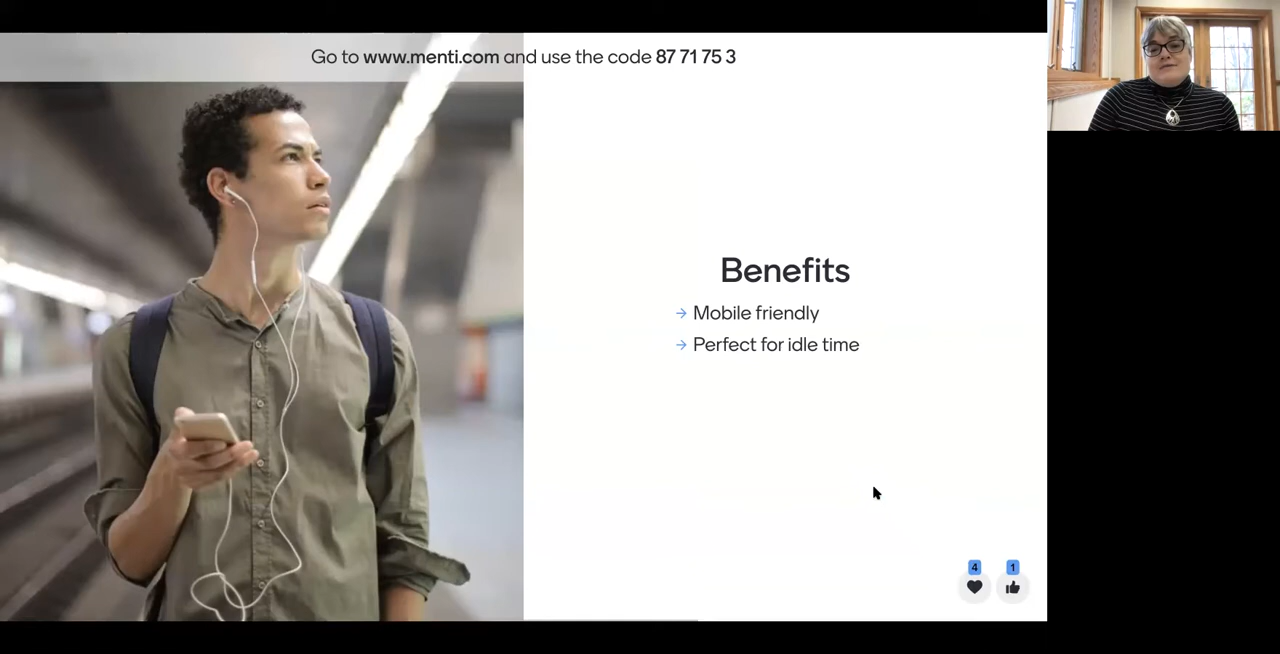 Go to www.menti.com and use the code 87 71 75 3
Benefits
→ Mobile friendly
→ Perfect for idle time
4 1